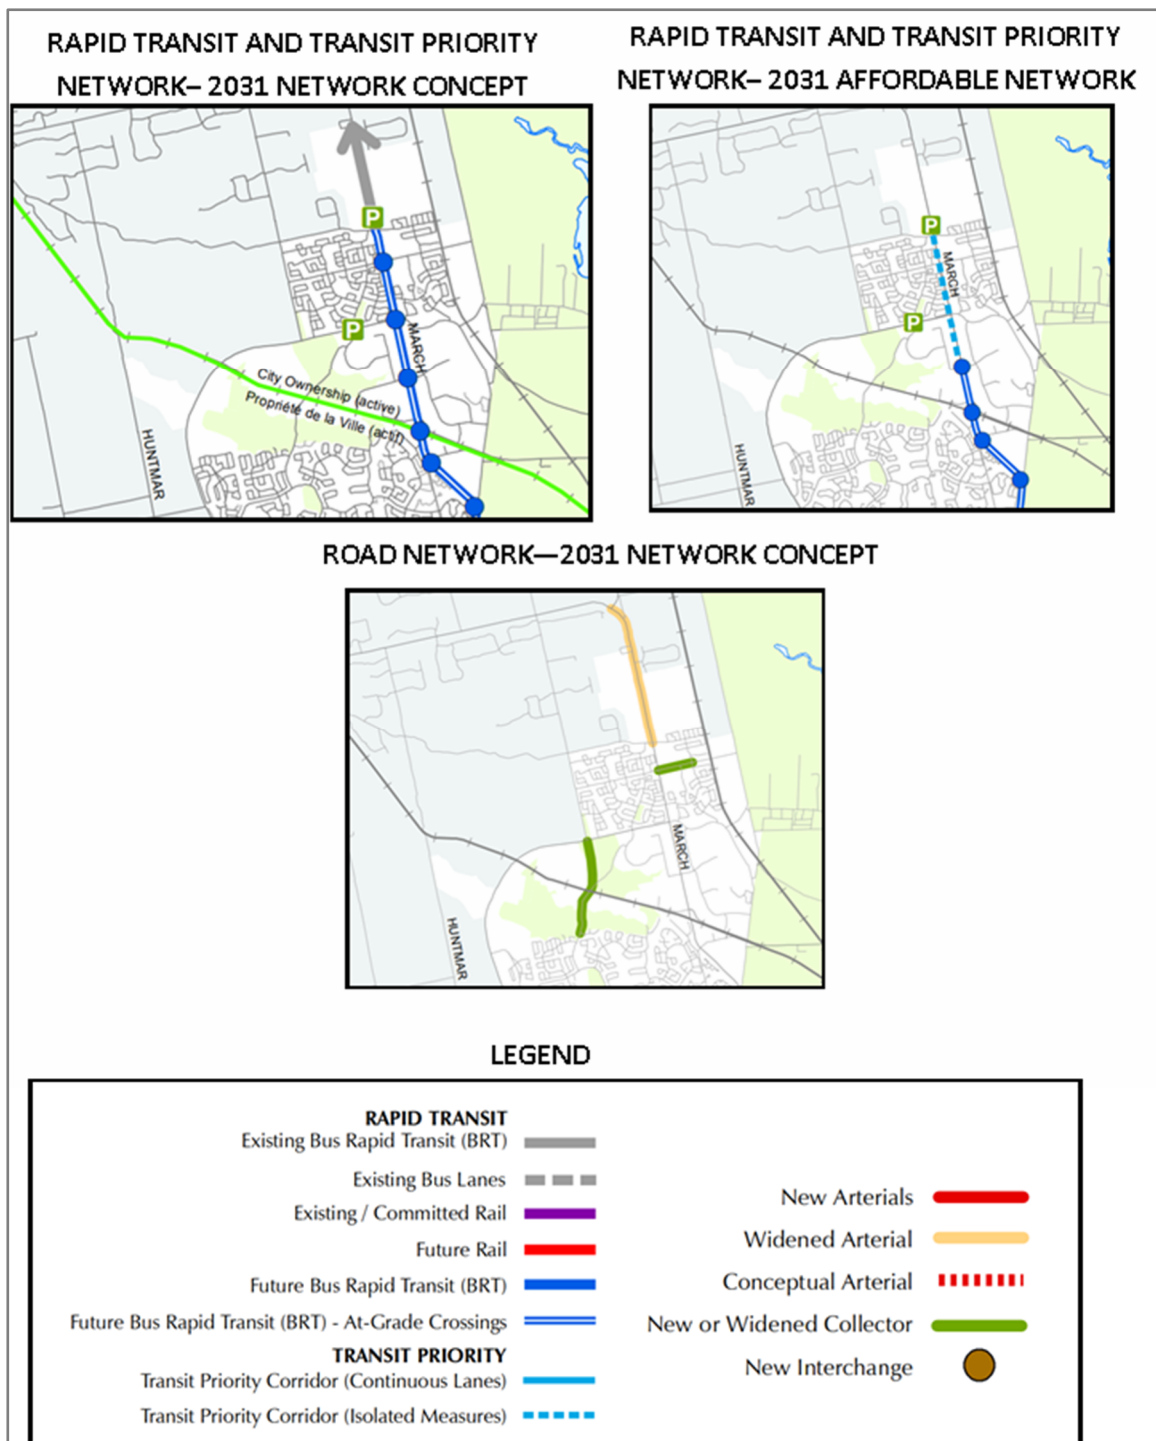 RAPID TRANSIT AND TRANSIT PRIORITY
NETWORK– 2031 NETWORK CONCEPT
P
P
MARCH
City Ownership (active)
Propriété de la Ville (actif)
HUNTMAR
RAPID TRANSIT AND TRANSIT PRIORITY
NETWORK– 2031 AFFORDABLE NETWORK
P
MARCH
P
HUNTMAR
ROAD NETWORK—2031 NETWORK CONCEPT
MARCH
HUNTMAR
LEGEND
RAPID TRANSIT
Existing Bus Rapid Transit (BRT)
Existing Bus Lanes
Existing / Committed Rail
Future Rail
Future Bus Rapid Transit (BRT)
Future Bus Rapid Transit (BRT) - At-Grade Crossings
TRANSIT PRIORITY
Transit Priority Corridor (Continuous Lanes)
Transit Priority Corridor (Isolated Measures)
New Arterials
Widened Arterial
Conceptual Arterial
New or Widened Collector
New Interchange